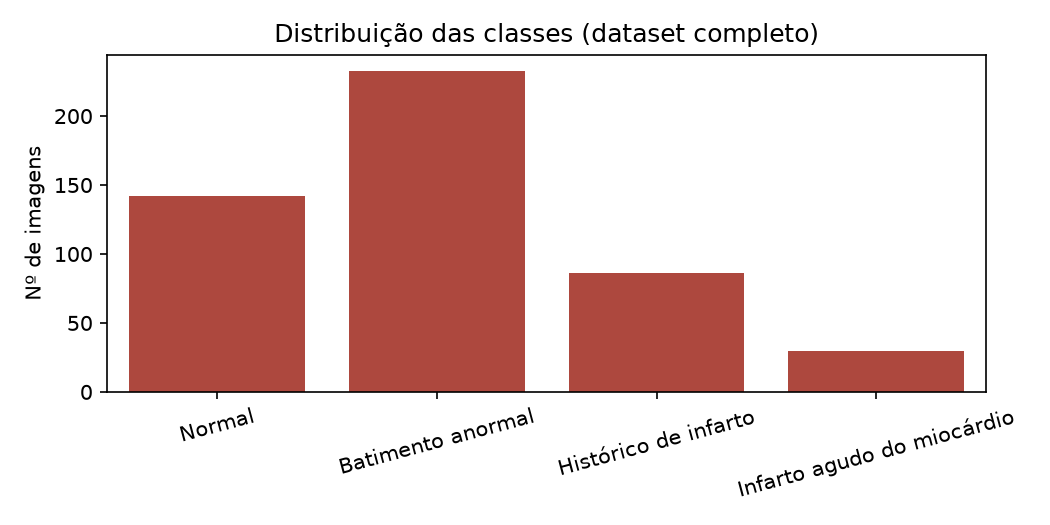 Distribuição das classes (dataset completo)
Nº de imagens
200
150
100
50
0
Normal
Batimento anormal
Histórico de infarto
Infarto agudo do miocárdio